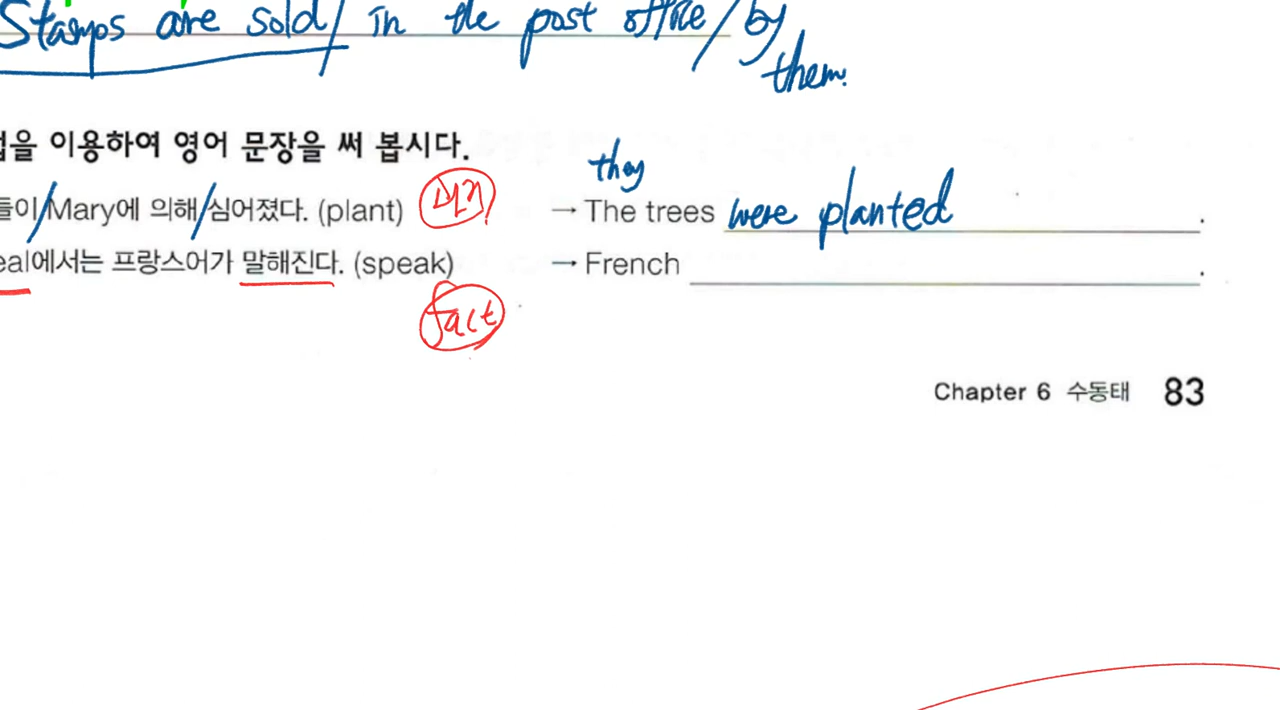 Stamps are sold / in the post office / by
them.
법을 이용하여 영어 문장을 써 봅시다.
they
들이/Mary에 의해/심어졌다. (plant) 과거 → The trees were planted .
eal에서는 프랑스어가 말해진다. (speak) → French .
fact
Chapter 6 수동태 83